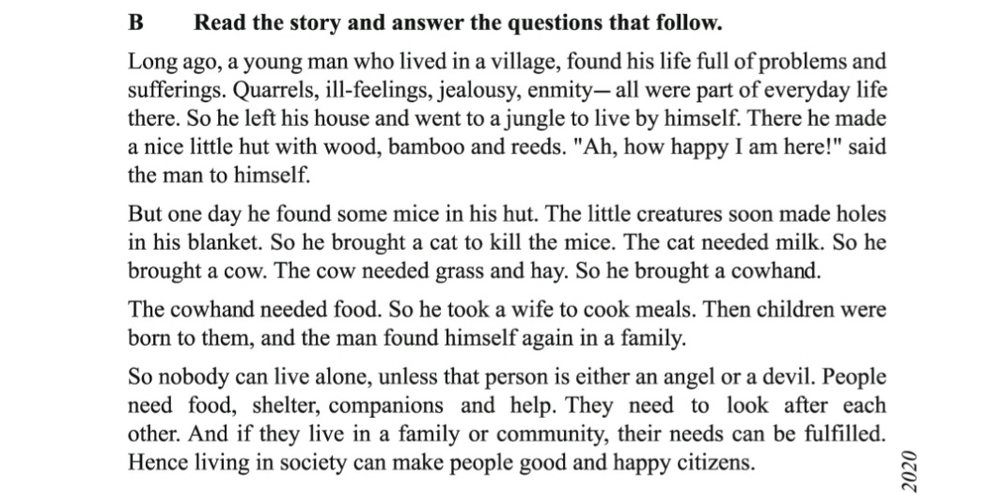 B Read the story and answer the questions that follow.
Long ago, a young man who lived in a village, found his life full of problems and
sufferings. Quarrels, ill-feelings, jealousy, enmity— all were part of everyday life
there. So he left his house and went to a jungle to live by himself. There he made
a nice little hut with wood, bamboo and reeds. "Ah, how happy I am here!" said
the man to himself.
But one day he found some mice in his hut. The little creatures soon made holes
in his blanket. So he brought a cat to kill the mice. The cat needed milk. So he
brought a cow. The cow needed grass and hay. So he brought a cowhand.
The cowhand needed food. So he took a wife to cook meals. Then children were
born to them, and the man found himself again in a family.
So nobody can live alone, unless that person is either an angel or a devil. People
need food, shelter, companions and help. They need to look after each
other. And if they live in a family or community, their needs can be fulfilled.
Hence living in society can make people good and happy citizens.
2020